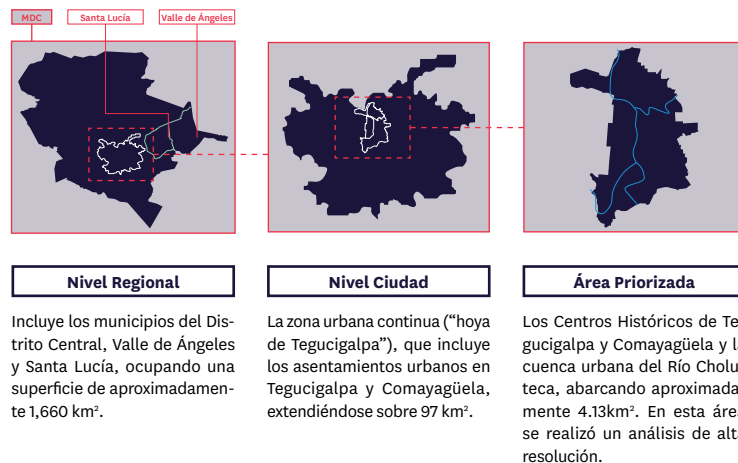 MDC
Santa Lucía
Valle de Ángeles
Nivel Regional
Incluye los municipios del Dis-
trito Central, Valle de Ángeles
y Santa Lucía, ocupando una
superficie de aproximadamen-
te 1,660 km².
Nivel Ciudad
La zona urbana continua (“hoya
de Tegucigalpa”), que incluye
los asentamientos urbanos en
Tegucigalpa y Comayagüela,
extendiéndose sobre 97 km².
Área Priorizada
Los Centros Históricos de Te-
gucigalpa y Comayagüela y la
cuenca urbana del Río Cholu-
teca, abarcando aproximada-
mente 4.13km². En esta área
se realizó un análisis de alta
resolución.